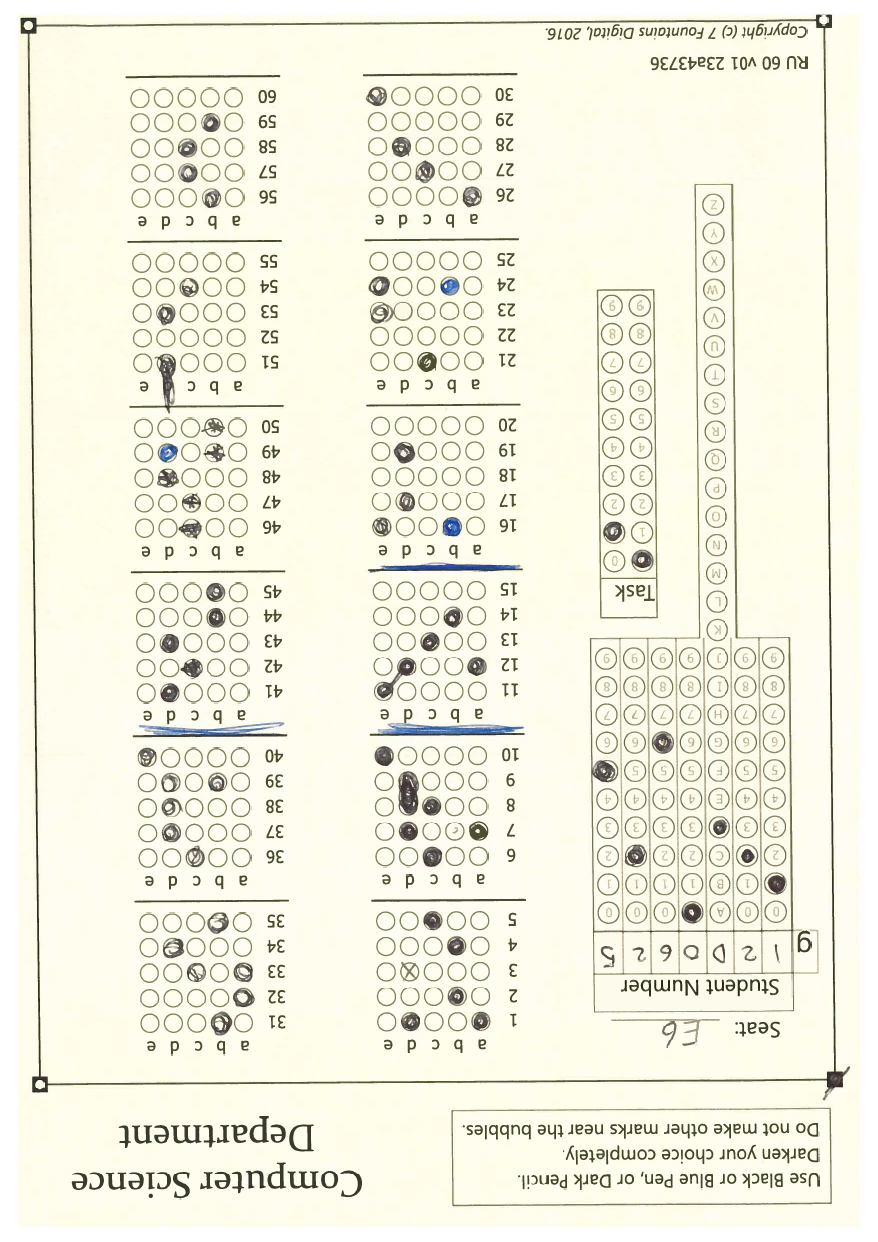 Use Black or Blue Pen, or Dark Pencil.
Darken your choice completely.
Do not make other marks near the bubbles.
Computer Science
Department
Seat: E6
Student Number
g 1 2 D 0 6 2 5
0 0 A 0 0 0
1 B 1 1 1 1
2 C 2 2 2
3 3 3 3 3 3
4 4 E 4 4 4 4
5 5 F 5 5 5
6 6 G 6 6 6
7 7 H 7 7 7 7
8 8 I 8 8 8 8
9 9 J 9 9 9 9
K
L
M
N
O
P
Q
R
S
T
U
V
W
X
Y
Z
Task
0
1
2 2
3 3
4 4
5 5
6 6
7 7
8 8
9 9
RU 60 v01 23a43736
Copyright (c) 7 Fountains Digital, 2016.
a b c d e
1
2
3
4
5
a b c d e
6
7
8
9
10
a b c d e
11
12
13
14
15
a b c d e
16
17
18
19
20
a b c d e
21
22
23
24
25
a b c d e
26
27
28
29
30
a b c d e
31
32
33
34
35
a b c d e
36
37
38
39
40
a b c d e
41
42
43
44
45
a b c d e
46
47
48
49
50
a b c d e
51
52
53
54
55
a b c d e
56
57
58
59
60